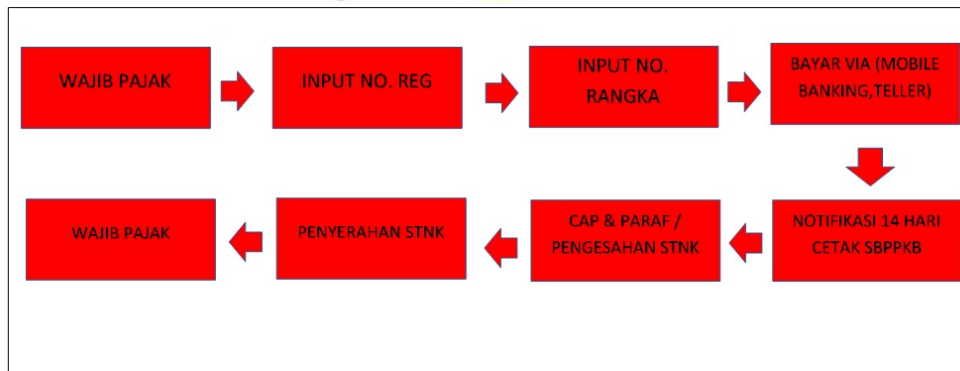 WAJIB PAJAK
INPUT NO. REG
INPUT NO.
RANGKA
BAYAR VIA (MOBILE
BANKING,TELLER)
NOTIFIKASI 14 HARI
CETAK SBPPKB
CAP & PARAF /
PENGESAHAN STNK
PENYERAHAN STNK
WAJIB PAJAK